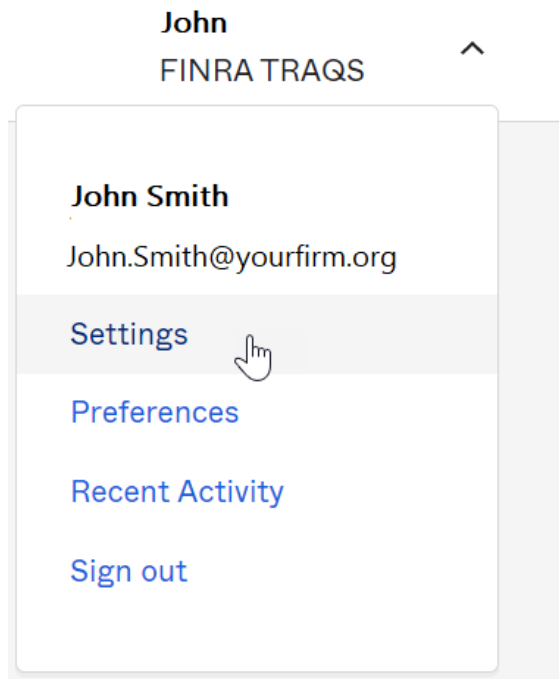 John
FINRA TRAQS
John Smith
John.Smith@yourfirm.org
Settings
Preferences
Recent Activity
Sign out